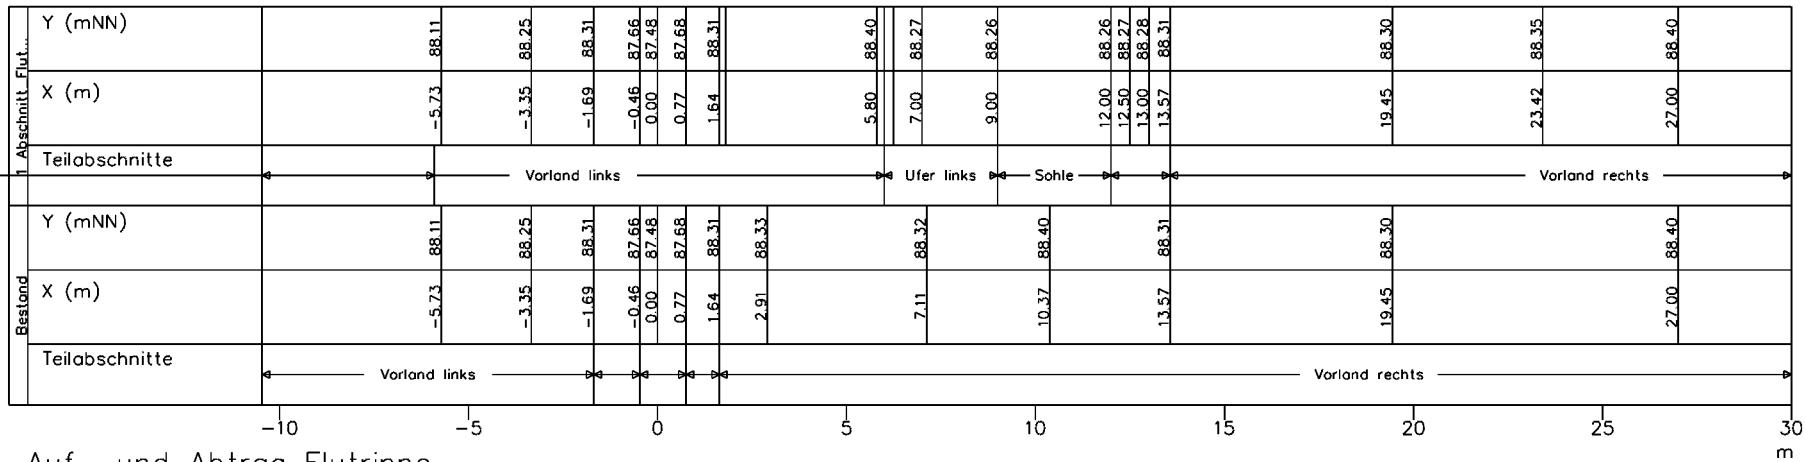 1 Abschnitt Flut...
Y (mNN) 88.11 88.25 88.31 87.66 87.48 87.68 88.31 88.40 88.27 88.26 88.26 88.27 88.28 88.31 88.30 88.35 88.40
X (m) -5.73 -3.35 -1.69 -0.46 0.00 0.77 1.64 5.80 7.00 9.00 12.00 12.50 13.00 13.57 19.45 23.42 27.00
Teilabschnitte Vorland links Ufer links Sohle Vorland rechts
Bestand
Y (mNN) 88.11 88.25 88.31 87.66 87.48 87.68 88.31 88.33 88.32 88.40 88.31 88.30 88.40
X (m) -5.73 -3.35 -1.69 -0.46 0.00 0.77 1.64 2.91 7.11 10.37 13.57 19.45 27.00
Teilabschnitte Vorland links Vorland rechts
-10 -5 0 5 10 15 20 25 30
m
Auf- und Abtrag Flutrinne